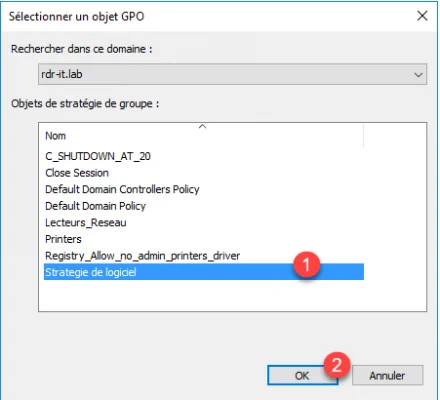 Sélectionner un objet GPO
Rechercher dans ce domaine :
rdr-it.lab
Objets de stratégie de groupe :
Nom
C_SHUTDOWN_AT_20
Close Session
Default Domain Controllers Policy
Default Domain Policy
Lecteurs_Reseau
Printers
Registry_Allow_no_admin_printers_driver
Strategie de logiciel
1
2
OK
Annuler